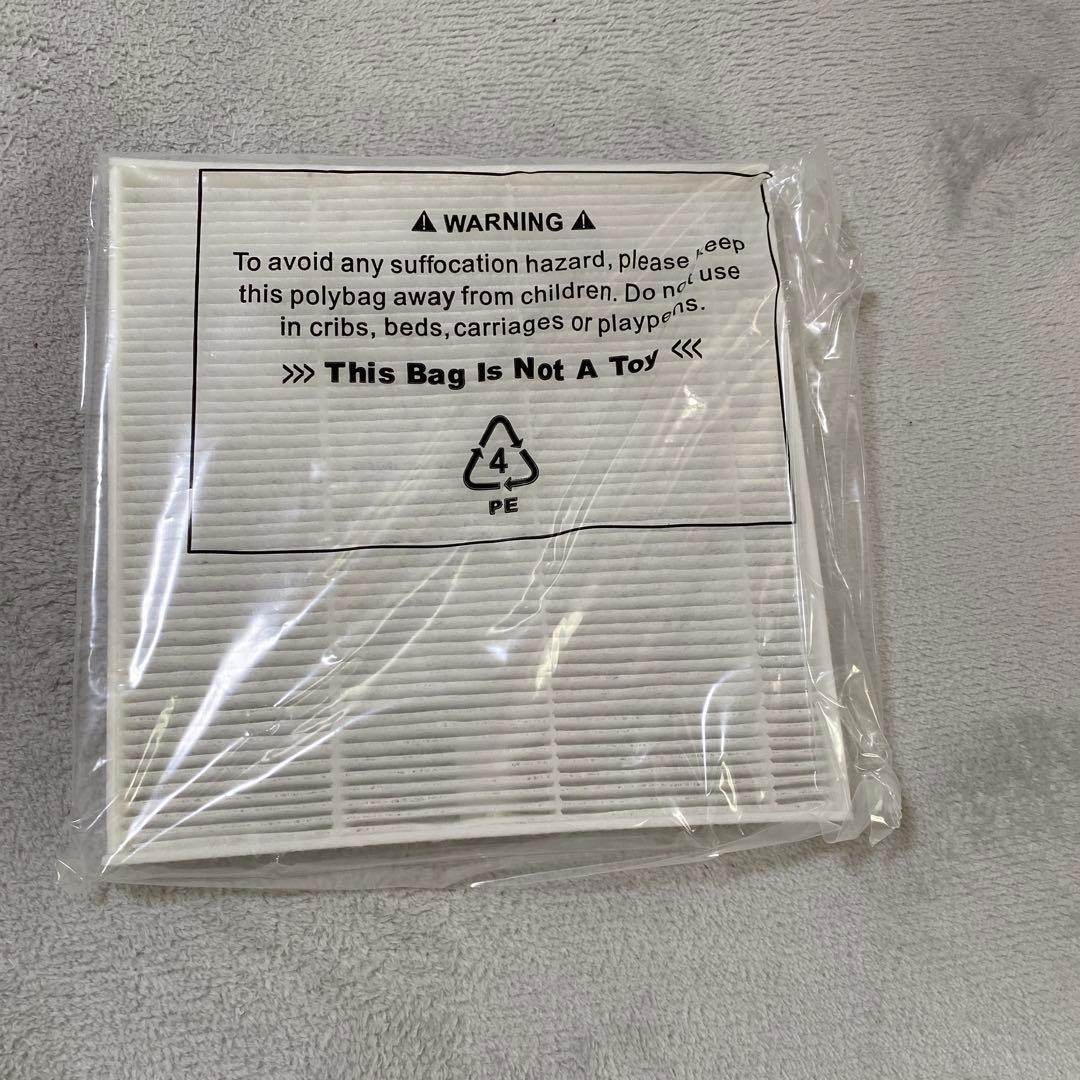 WARNING
To avoid any suffocation hazard, please keep
this polybag away from children. Do not use
in cribs, beds, carriages or playpens.
>>> This Bag Is Not A Toy <<<
4
PE